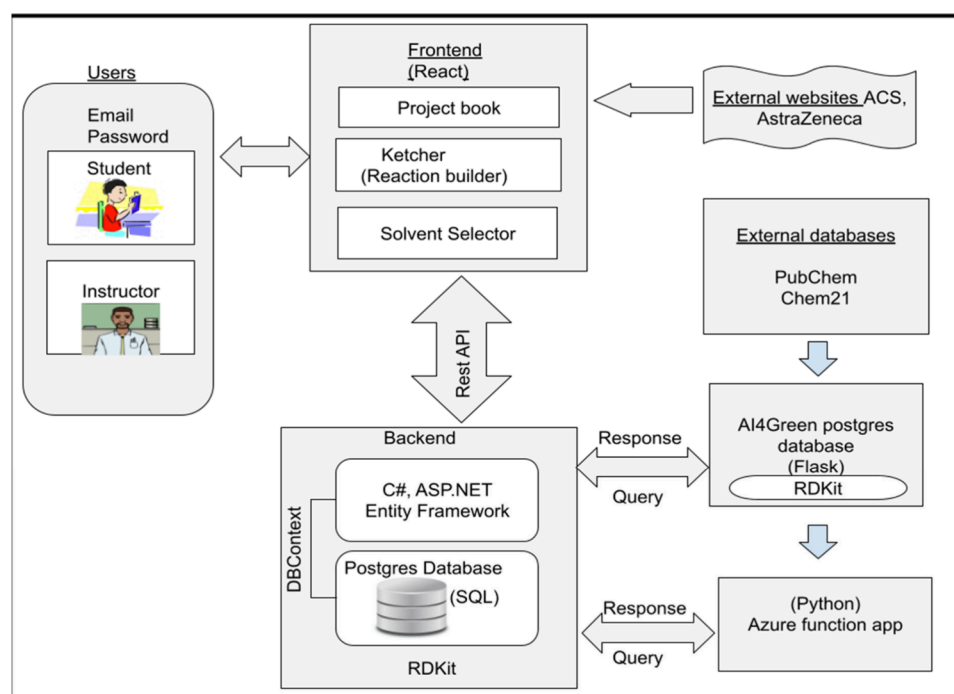 Users
Email
Password
Student
Instructor
Frontend
(React)
Project book
Ketcher
(Reaction builder)
Solvent Selector
External websites ACS,
AstraZeneca
External databases
PubChem
Chem21
Rest API
Backend
C#, ASP.NET
Entity Framework
DBContext
Postgres Database
(SQL)
RDKit
Response
Query
AI4Green postgres
database
(Flask)
RDKit
Response
Query
(Python)
Azure function app